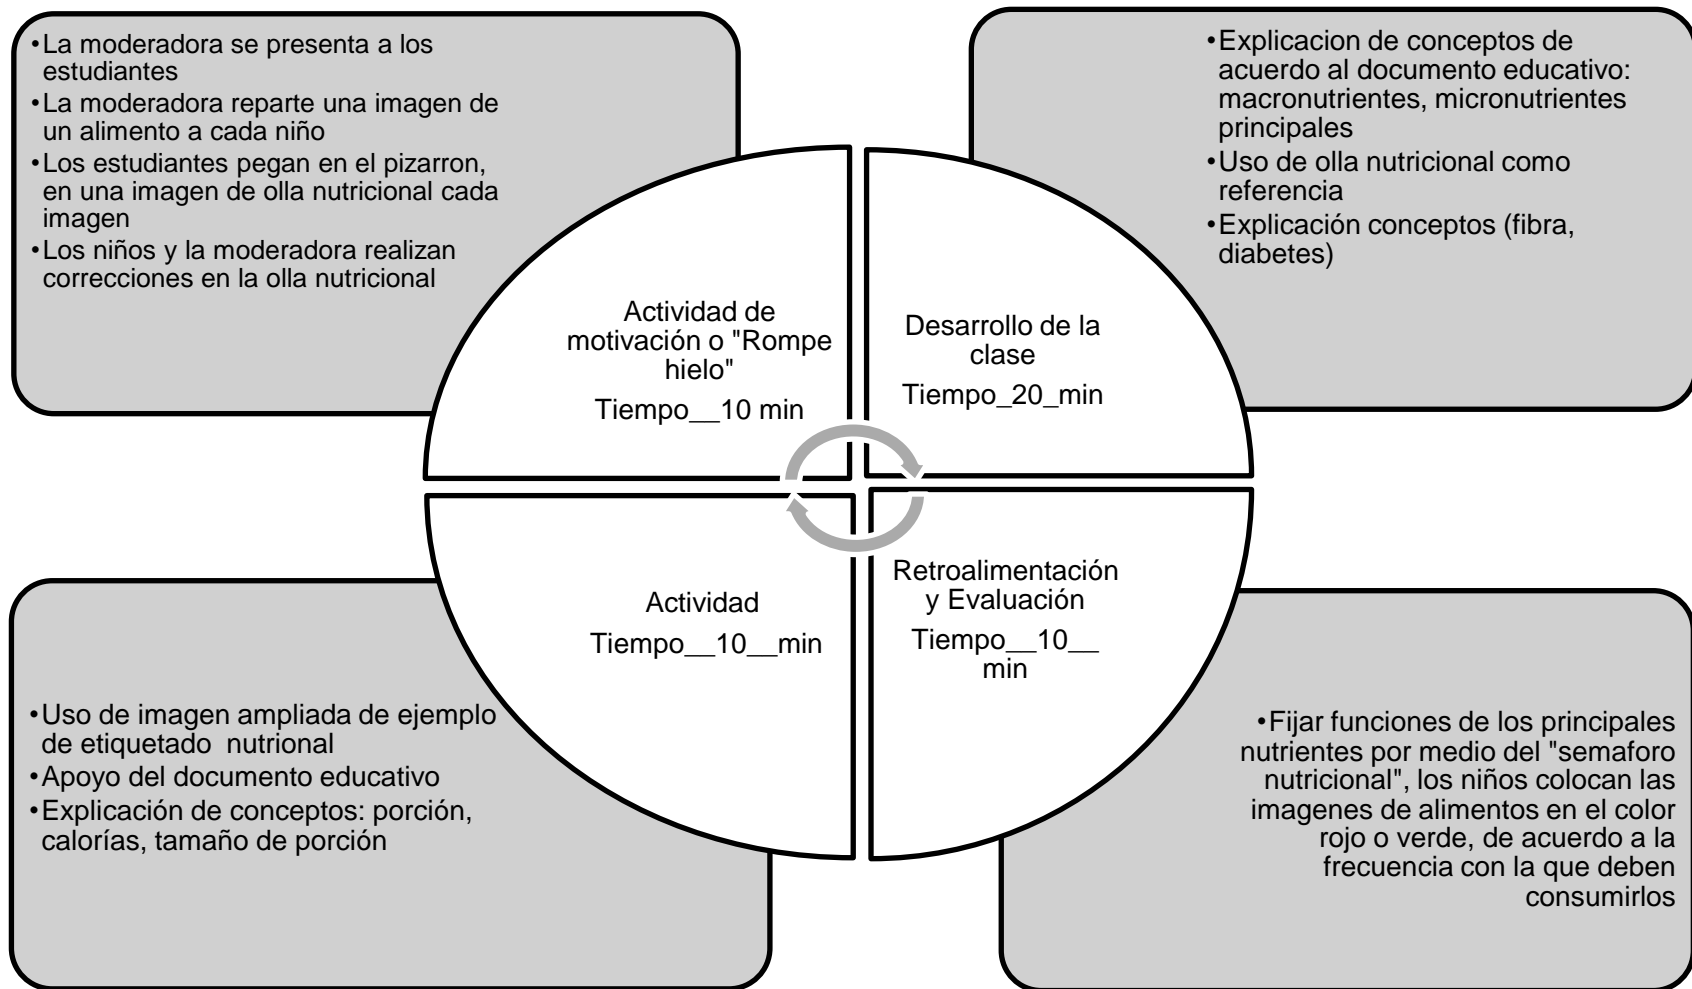 •La moderadora se presenta a los
estudiantes
•La moderadora reparte una imagen de
un alimento a cada niño
•Los estudiantes pegan en el pizarron,
en una imagen de olla nutricional cada
imagen
•Los niños y la moderadora realizan
correcciones en la olla nutricional
•Explicacion de conceptos de
acuerdo al documento educativo:
macronutrientes, micronutrientes
principales
•Uso de olla nutricional como
referencia
•Explicación conceptos (fibra,
diabetes)
Actividad de
motivación o "Rompe
hielo"
Tiempo__10 min
Desarrollo de la
clase
Tiempo_20_min
Actividad
Tiempo__10__min
Retroalimentación
y Evaluación
Tiempo__10__
min
•Uso de imagen ampliada de ejemplo
de etiquetado nutrional
•Apoyo del documento educativo
•Explicación de conceptos: porción,
calorías, tamaño de porción
•Fijar funciones de los principales
nutrientes por medio del "semaforo
nutricional", los niños colocan las
imagenes de alimentos en el color
rojo o verde, de acuerdo a la
frecuencia con la que deben
consumirlos